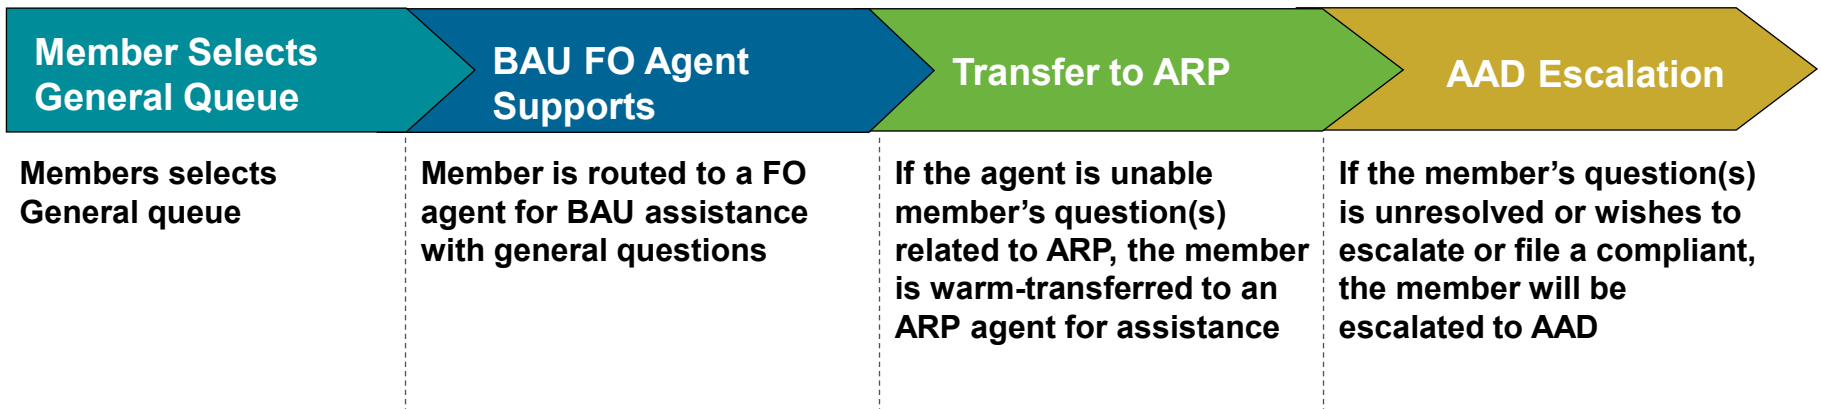 Member Selects
General Queue
BAU FO Agent
Supports
Transfer to ARP
AAD Escalation
Members selects
General queue
Member is routed to a FO
agent for BAU assistance
with general questions
If the agent is unable
member’s question(s)
related to ARP, the member
is warm-transferred to an
ARP agent for assistance
If the member’s question(s)
is unresolved or wishes to
escalate or file a compliant,
the member will be
escalated to AAD